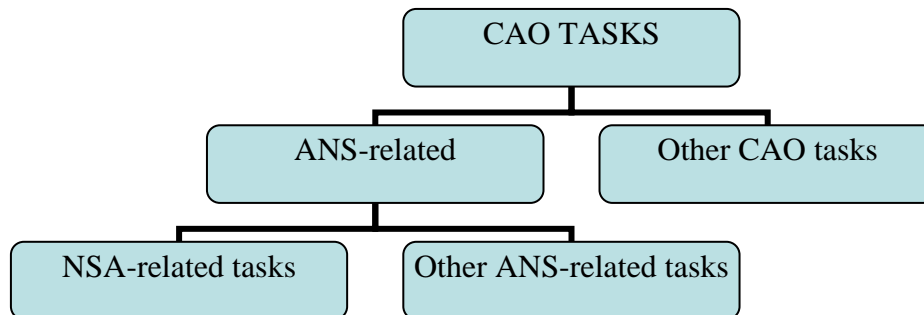 CAO TASKS
ANS-related
Other CAO tasks
NSA-related tasks
Other ANS-related tasks